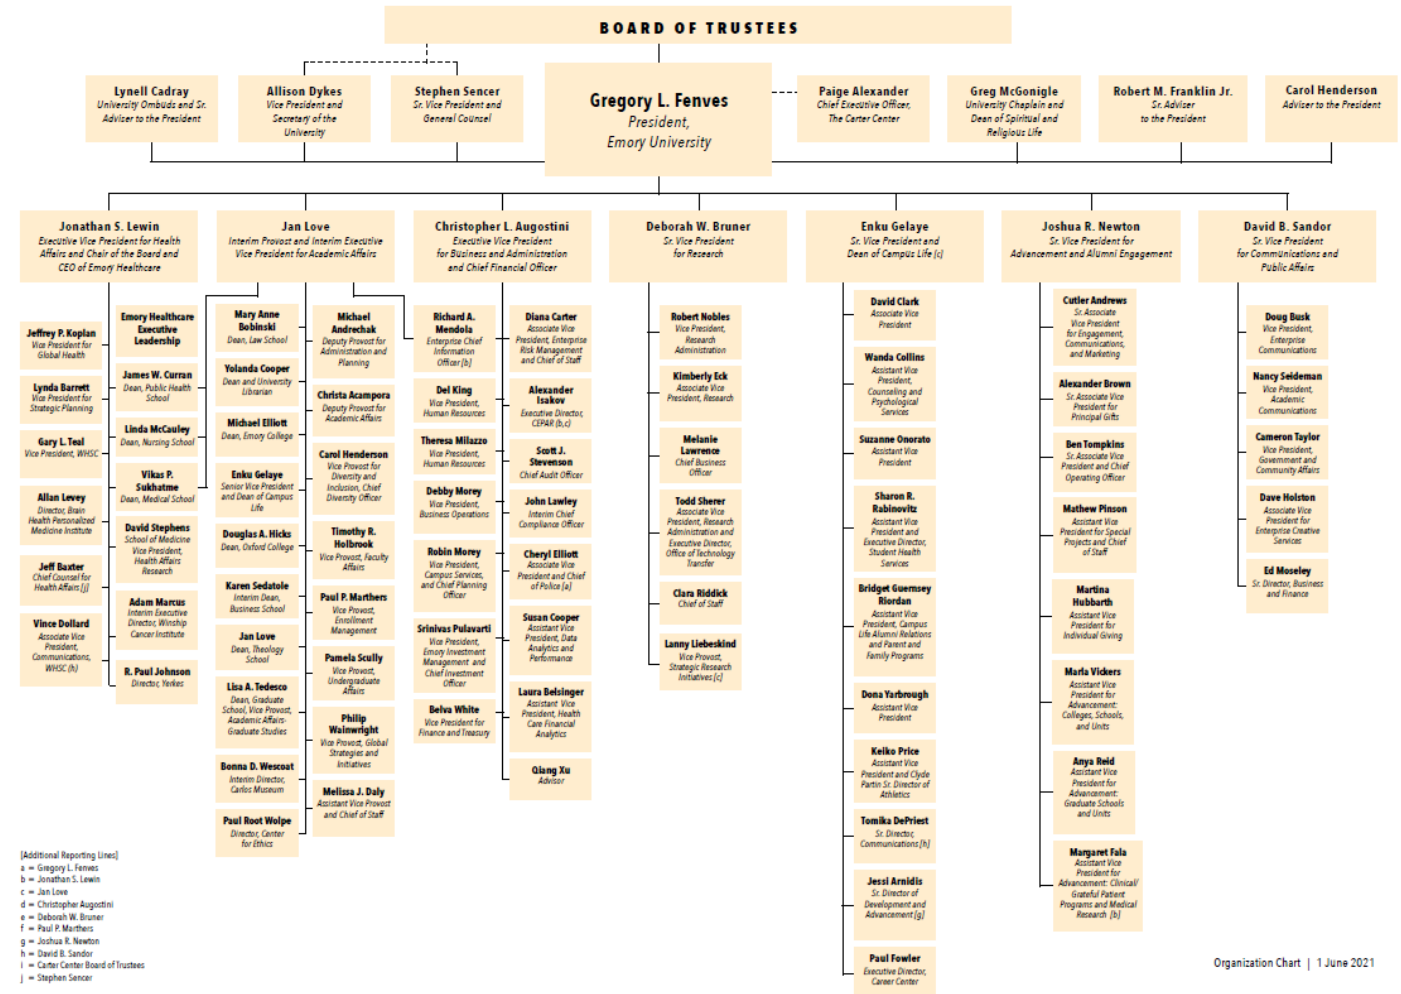 BOARD OF TRUSTEES
Lynell Cadray
University Ombuds and Sr.
Adviser to the President
Allison Dykes
Vice President and
Secretary of the
University
Stephen Sencer
Sr. Vice President and
General Counsel
Gregory L. Fenves
President,
Emory University
Paige Alexander
Chief Executive Officer,
The Carter Center
Greg McGonigle
University Chaplain and
Dean of Spiritual and
Religious Life
Robert M. Franklin Jr.
Sr. Adviser
to the President
Carol Henderson
Adviser to the President
Jonathan S. Lewin
Executive Vice President for Health
Affairs and Chair of the Board and
CEO of Emory Healthcare
Jan Love
Interim Provost and Interim Executive
Vice President for Academic Affairs
Christopher L. Augostini
Executive Vice President
for Business and Administration
and Chief Financial Officer
Deborah W. Bruner
Sr. Vice President
for Research
Enku Gelaye
Sr. Vice President and
Dean of Campus Life [c]
Joshua R. Newton
Sr. Vice President for
Advancement and Alumni Engagement
David B. Sandor
Sr. Vice President
for Communications and
Public Affairs
Jeffrey P. Koplan
Vice President for
Global Health
Lynda Barrett
Vice President for
Strategic Planning
Gary L. Teal
Vice President, WHSC
Allan Levey
Director, Brain
Health Personalized
Medicine Institute
Jeff Baxter
Chief Counsel for
Health Affairs [j]
Vince Dollard
Associate Vice
President,
Communications,
WHSC (h)
Emory Healthcare
Executive
Leadership
James W. Curran
Dean, Public Health
School
Linda McCauley
Dean, Nursing School
Vikas P.
Sukhatme
Dean, Medical School
David Stephens
School of Medicine
Vice President,
Health Affairs
Research
Adam Marcus
Interim Executive
Director, Winship
Cancer Institute
R. Paul Johnson
Director, Yerkes
Mary Anne
Bobinski
Dean, Law School
Yolanda Cooper
Dean and University
Librarian
Michael Elliott
Dean, Emory College
Enku Gelaye
Senior Vice President
and Dean of Campus
Life
Douglas A. Hicks
Dean, Oxford College
Karen Sedatole
Interim Dean,
Business School
Jan Love
Dean, Theology
School
Lisa A. Tedesco
Dean, Graduate
School, Vice Provost,
Academic Affairs-
Graduate Studies
Bonna D. Wescoat
Interim Director,
Carlos Museum
Paul Root Wolpe
Director, Center
for Ethics
Michael
Andrechak
Deputy Provost for
Administration and
Planning
Christa Acampora
Deputy Provost for
Academic Affairs
Carol Henderson
Vice Provost for
Diversity and
Inclusion, Chief
Diversity Officer
Timothy R.
Holbrook
Vice Provost, Faculty
Affairs
Paul P. Marthers
Vice Provost,
Enrollment
Management
Pamela Scully
Vice Provost,
Undergraduate
Affairs
Philip
Wainwright
Vice Provost, Global
Strategies and
Initiatives
Melissa J. Daly
Assistant Vice Provost
and Chief of Staff
Richard A.
Mendola
Enterprise Chief
Information
Officer [b]
Del King
Vice President,
Human Resources
Theresa Milazzo
Vice President,
Human Resources
Debby Morey
Vice President,
Business Operations
Robin Morey
Vice President,
Campus Services,
and Chief Planning
Officer
Srinivas Pulavarti
Vice President,
Emory Investment
Management and
Chief Investment
Officer
Belva White
Vice President for
Finance and Treasury
Diana Carter
Associate Vice
President, Enterprise
Risk Management
and Chief of Staff
Alexander
Isakov
Executive Director,
CEPAR (b,c)
Scott J.
Stevenson
Chief Audit Officer
John Lawley
Interim Chief
Compliance Officer
Cheryl Elliott
Associate Vice
President and Chief
of Police [a]
Susan Cooper
Assistant Vice
President, Data
Analytics and
Performance
Laura Belsinger
Assistant Vice
President, Health
Care Financial
Analytics
Qiang Xu
Advisor
Robert Nobles
Vice President,
Research
Administration
Kimberly Eck
Associate Vice
President, Research
Melanie
Lawrence
Chief Business
Officer
Todd Sherer
Associate Vice
President, Research
Administration and
Executive Director,
Office of Technology
Transfer
Clara Riddick
Chief of Staff
Lanny Liebeskind
Vice Provost,
Strategic Research
Initiatives [c]
David Clark
Associate Vice
President
Wanda Collins
Assistant Vice
President,
Counseling and
Psychological
Services
Suzanne Onorato
Assistant Vice
President
Sharon R.
Rabinovitz
Assistant Vice
President and
Executive Director,
Student Health
Services
Bridget Guernsey
Riordan
Assistant Vice
President, Campus
Life Alumni Relations
and Parent and
Family Programs
Dona Yarbrough
Assistant Vice
President
Keiko Price
Assistant Vice
President and Clyde
Partin Sr. Director of
Athletics
Tomika DePriest
Sr. Director,
Communications [h]
Jessi Arnidis
Sr. Director of
Development and
Advancement [g]
Paul Fowler
Executive Director,
Career Center
Cutler Andrews
Sr. Associate
Vice President
for Engagement,
Communications,
and Marketing
Alexander Brown
Sr. Associate Vice
President for
Principal Gifts
Ben Tompkins
Sr. Associate Vice
President and Chief
Operating Officer
Mathew Pinson
Assistant Vice
President for Special
Projects and Chief
of Staff
Martina
Hubbarth
Assistant Vice
President for
Individual Giving
Marla Vickers
Assistant Vice
President for
Advancement:
Colleges, Schools,
and Units
Anya Reid
Assistant Vice
President for
Advancement:
Graduate Schools
and Units
Margaret Fala
Assistant Vice
President for
Advancement: Clinical/
Grateful Patient
Programs and Medical
Research [b]
Doug Busk
Vice President,
Enterprise
Communications
Nancy Seideman
Vice President,
Academic
Communications
Cameron Taylor
Vice President,
Government and
Community Affairs
Dave Holston
Associate Vice
President for
Enterprise Creative
Services
Ed Moseley
Sr. Director, Business
and Finance
[Additional Reporting Lines]
a = Gregory L. Fenves
b = Jonathan S. Lewin
c = Jan Love
d = Christopher Augostini
e = Deborah W. Bruner
f = Paul P. Marthers
g = Joshua R. Newton
h = David B. Sandor
i = Carter Center Board of Trustees
j = Stephen Sencer
Organization Chart | 1 June 2021